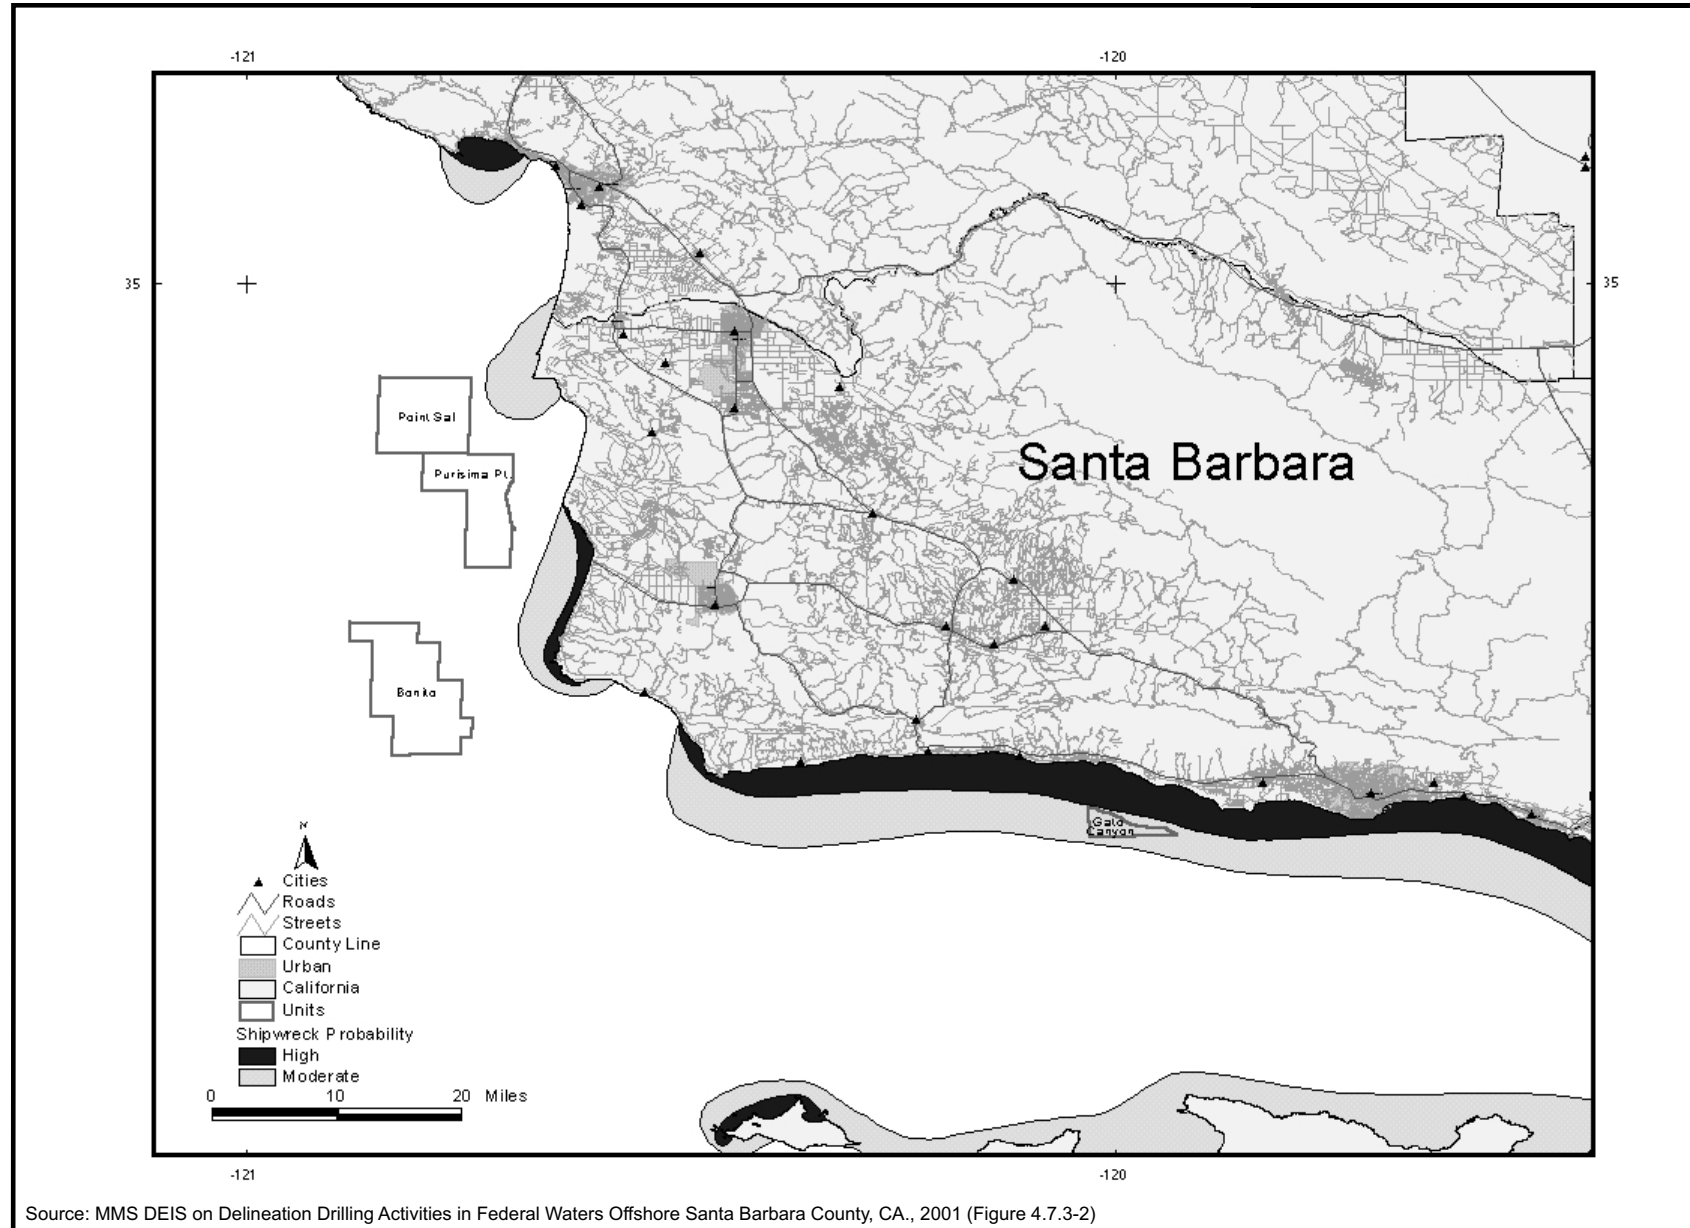 -121 -120
35 35
Point Sal
Purisima Pt.
Santa Barbara
Bonita
Gato
Canyon
N
Cities
Roads
Streets
County Line
Urban
California
Units
Shipwreck Probability
High
Moderate
0 10 20 Miles
-121 -120
Source: MMS DEIS on Delineation Drilling Activities in Federal Waters Offshore Santa Barbara County, CA., 2001 (Figure 4.7.3-2)